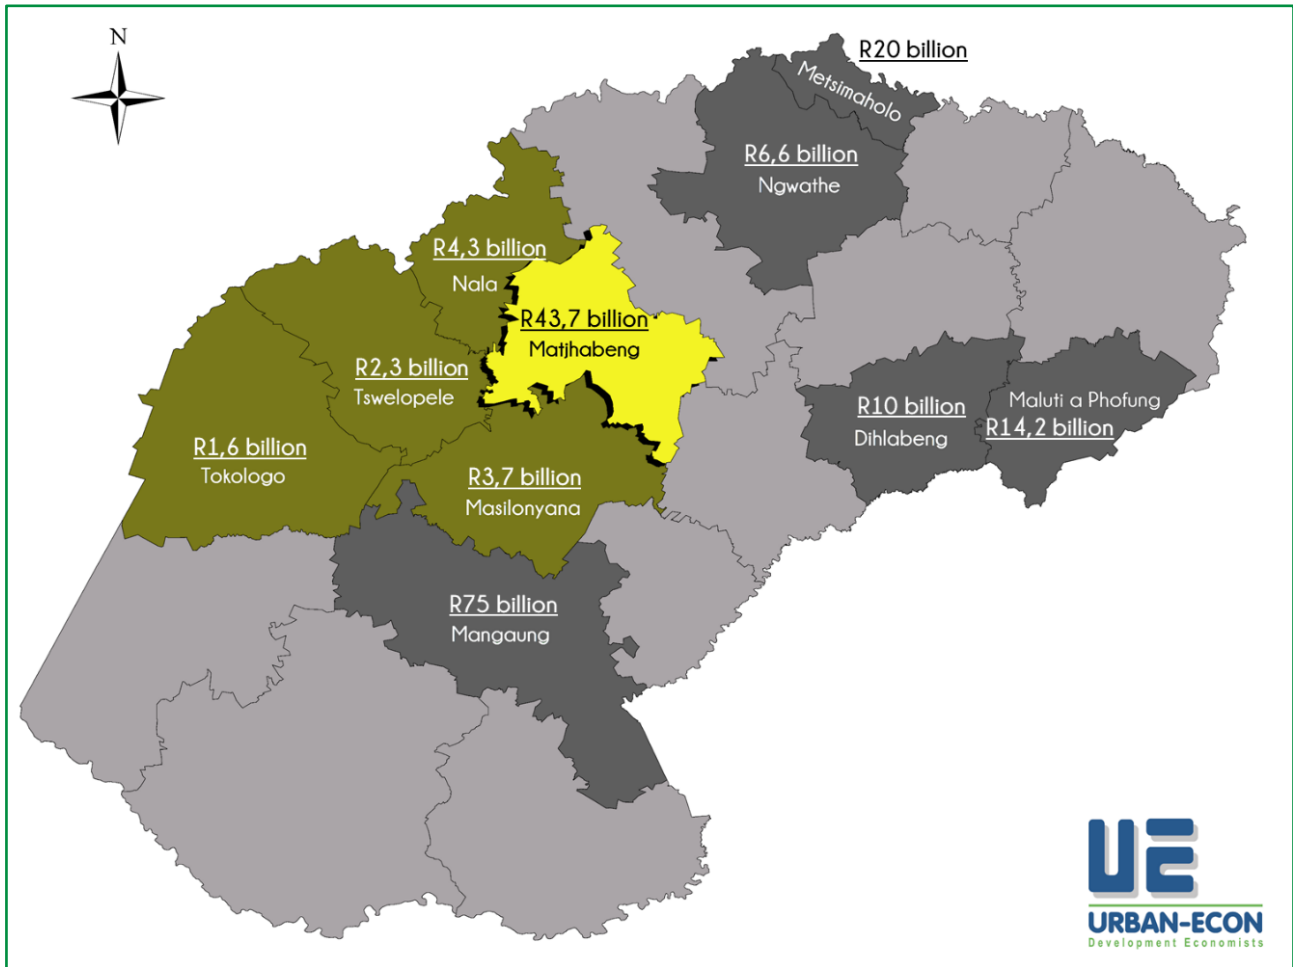 N
R20 billion
Metsimaholo
R6,6 billion
Ngwathe
R4,3 billion
Nala
R43,7 billion
Matjhabeng
R2,3 billion
Tswelopele
R10 billion
Dihlabeng
Maluti a Phofung
R14,2 billion
R1,6 billion
Tokologo
R3,7 billion
Masilonyana
R75 billion
Mangaung
UE
URBAN-ECON
Development Economists